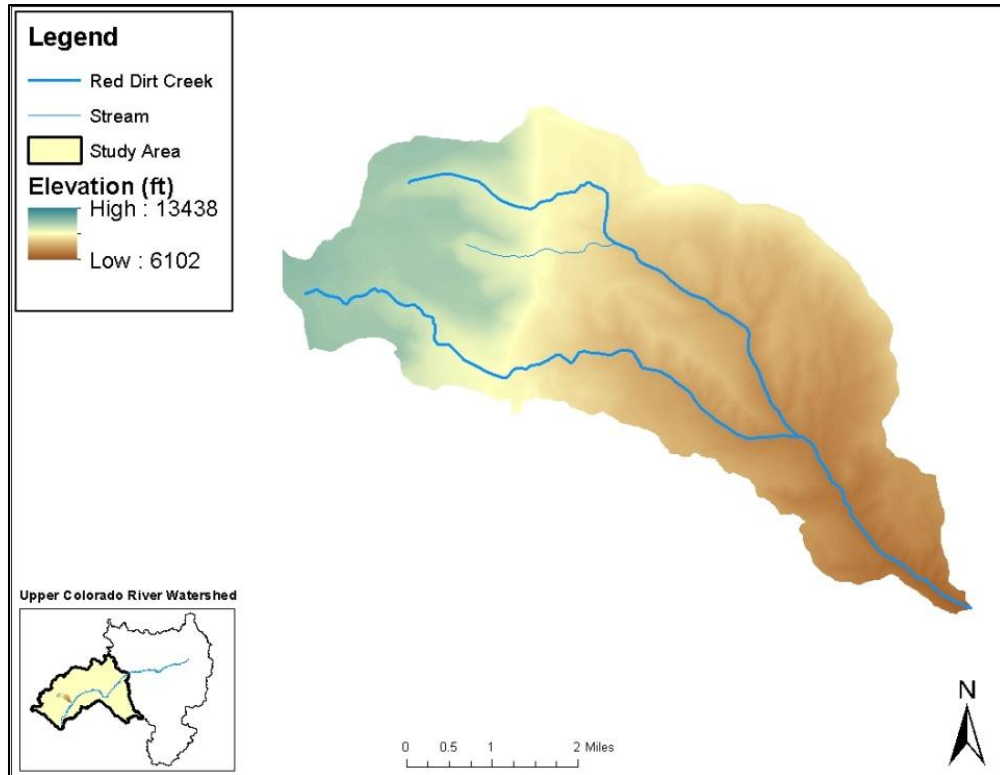 Legend
Red Dirt Creek
Stream
Study Area
Elevation (ft)
High : 13438
Low : 6102
Upper Colorado River Watershed
0 0.5 1 2 Miles
N